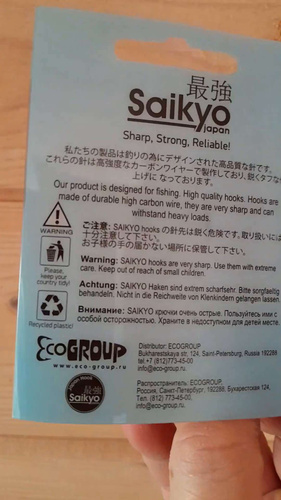 最強
Saikyo
japan
Sharp, Strong, Reliable!
私たちの製品は釣りの為にデザインされた高品質な針です。
これらの針は高強度なカーボンワイヤーで製作しており、鋭くタフな
上げになっております。
Our product is designed for fishing. High quality hooks. Hooks are
made of durable high carbon wire, they are very sharp and can
withstand heavy loads.
WARNING
ご注意: SAIKYO hooks の針先は鋭く危険です、取り扱いには
十分注意して下さい。
お子様の手の届かない場所に保管して下さい。
Please,
keep your
country tidy!
Warning: SAIKYO hooks are very sharp. Use them with extreme
care. Keep out of reach of small children.
Achtung: SAIKYO Haken sind extrem scharfsehr. Bitte sorgfaeltig
behandeln. Nicht in die Reichweite von Klenkindern gelangen lassen.
Внимание: SAIKYO крючки очень острые. Пользуйтесь ими с
особой осторожностью. Храните в недоступном для детей месте.
Recycled plastic!
ECOGROUP
www.eco-group.ru
Distributor: ECOGROUP
Bukharestskaya str, 124, Saint-Petersburg, Russia 192289
tel.+7 (812)773-45-00
info@eco-group.ru
最強
Saikyo
Распространитель: ECOGROUP,
Россия, Санкт-Петербург, 192289, Бухарестская 124,
Тел. (812) 773-45-00,
info@eco-group.ru